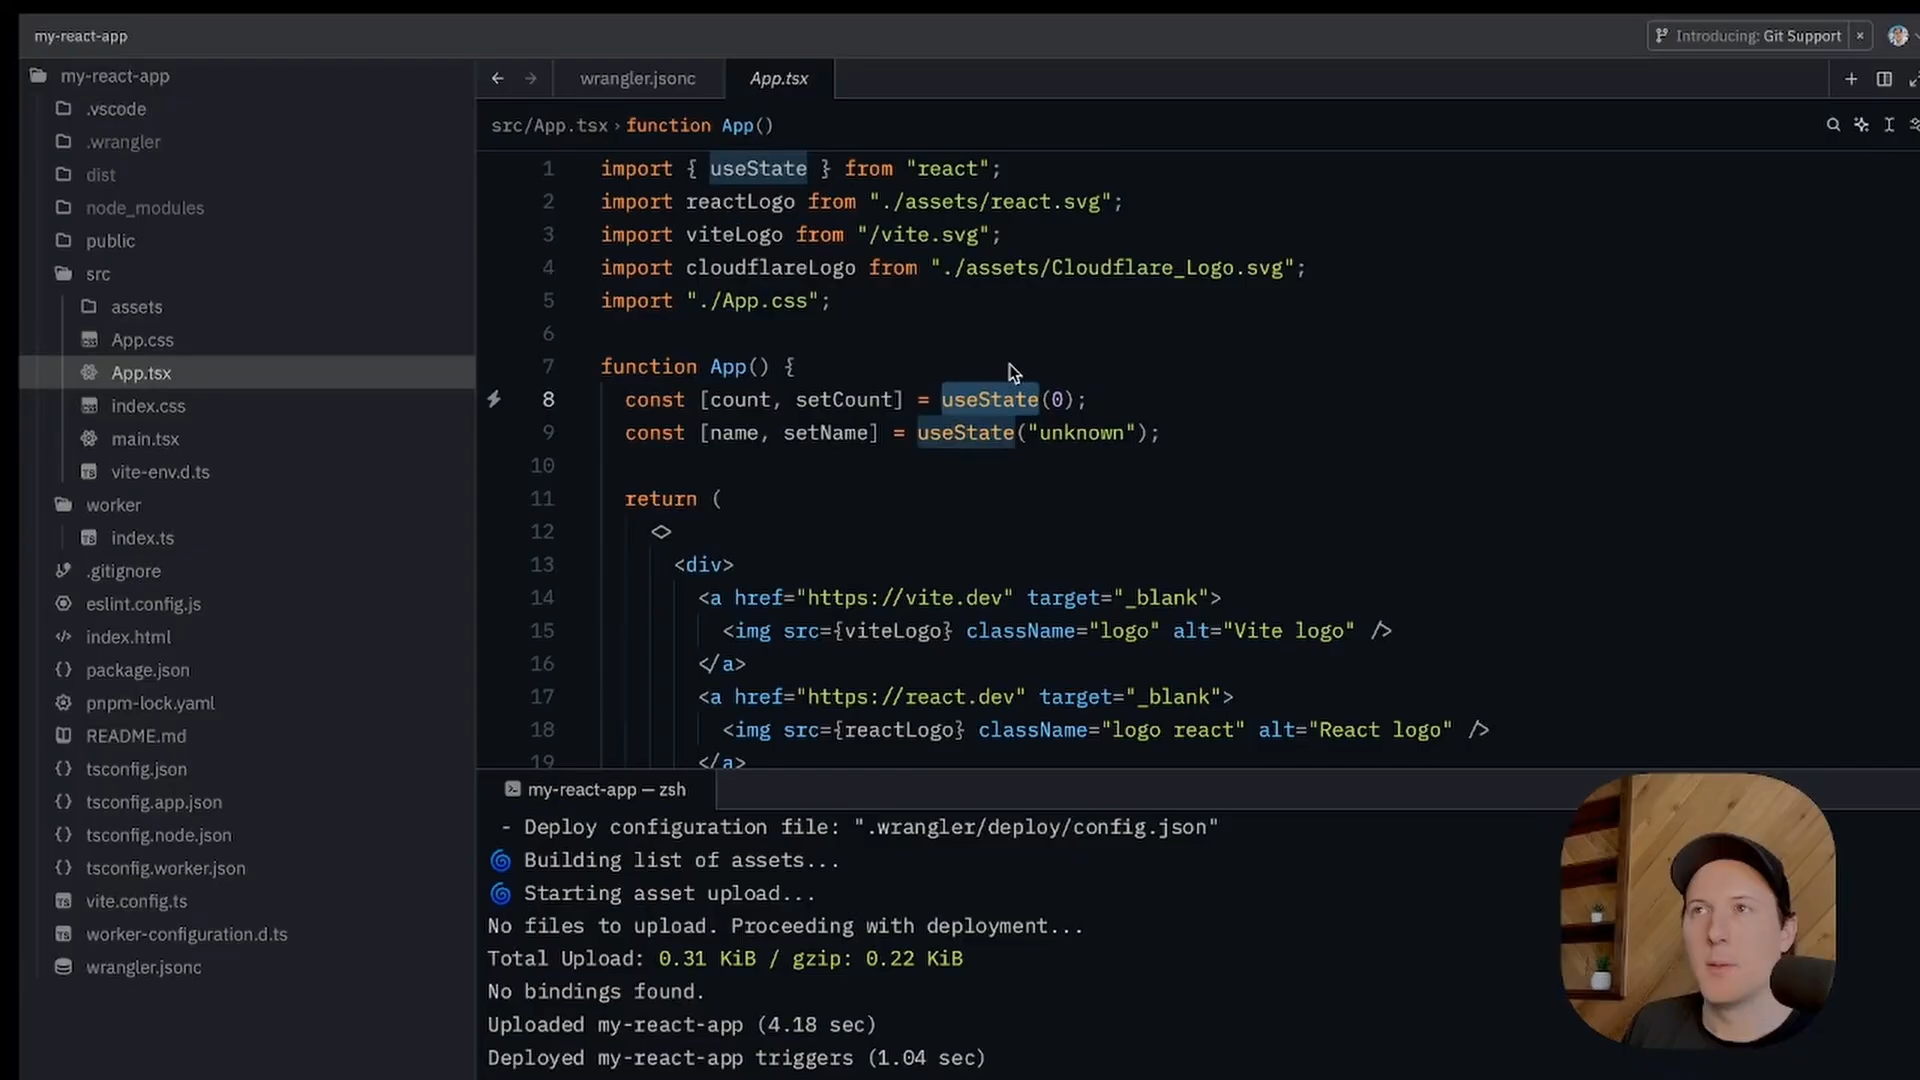 my-react-app
Introducing: Git Support
my-react-app
.vscode
.wrangler
dist
node_modules
public
src
assets
App.css
App.tsx
index.css
main.tsx
vite-env.d.ts
worker
index.ts
.gitignore
eslint.config.js
index.html
package.json
pnpm-lock.yaml
README.md
tsconfig.json
tsconfig.app.json
tsconfig.node.json
tsconfig.worker.json
vite.config.ts
worker-configuration.d.ts
wrangler.jsonc
wrangler.jsonc App.tsx
src/App.tsx › function App()
1 import { useState } from "react";
2 import reactLogo from "./assets/react.svg";
3 import viteLogo from "/vite.svg";
4 import cloudflareLogo from "./assets/Cloudflare_Logo.svg";
5 import "./App.css";
6
7 function App() {
8 const [count, setCount] = useState(0);
9 const [name, setName] = useState("unknown");
10
11 return (
12 <>
13 <div>
14 <a href="https://vite.dev" target="_blank">
15 <img src={viteLogo} className="logo" alt="Vite logo" />
16 </a>
17 <a href="https://react.dev" target="_blank">
18 <img src={reactLogo} className="logo react" alt="React logo" />
19 </a>
my-react-app — zsh
- Deploy configuration file: ".wrangler/deploy/config.json"
Building list of assets...
Starting asset upload...
No files to upload. Proceeding with deployment...
Total Upload: 0.31 KiB / gzip: 0.22 KiB
No bindings found.
Uploaded my-react-app (4.18 sec)
Deployed my-react-app triggers (1.04 sec)